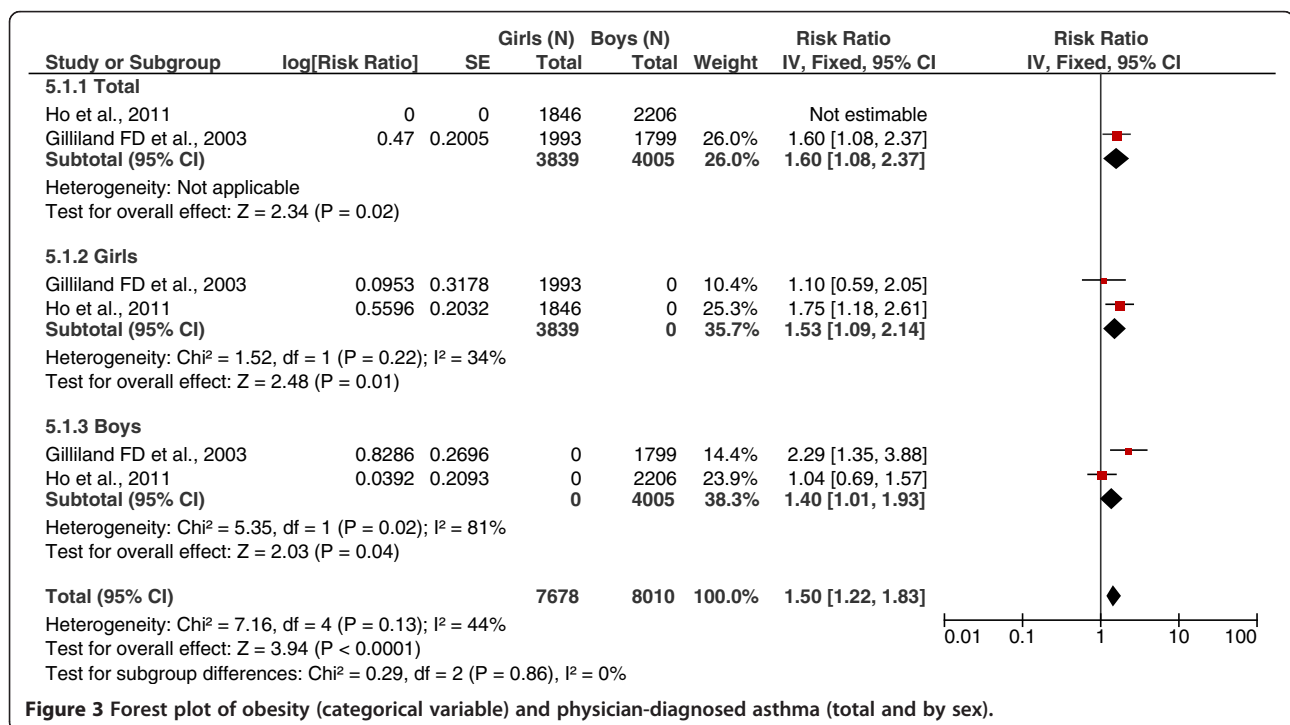 Girls (N) Boys (N) Risk Ratio Risk Ratio
Study or Subgroup log[Risk Ratio] SE Total Total Weight IV, Fixed, 95% CI IV, Fixed, 95% CI
5.1.1 Total
Ho et al., 2011 0 0 1846 2206 Not estimable
Gilliland FD et al., 2003 0.47 0.2005 1993 1799 26.0% 1.60 [1.08, 2.37]
Subtotal (95% CI) 3839 4005 26.0% 1.60 [1.08, 2.37]
Heterogeneity: Not applicable
Test for overall effect: Z = 2.34 (P = 0.02)
5.1.2 Girls
Gilliland FD et al., 2003 0.0953 0.3178 1993 0 10.4% 1.10 [0.59, 2.05]
Ho et al., 2011 0.5596 0.2032 1846 0 25.3% 1.75 [1.18, 2.61]
Subtotal (95% CI) 3839 0 35.7% 1.53 [1.09, 2.14]
Heterogeneity: Chi² = 1.52, df = 1 (P = 0.22); I² = 34%
Test for overall effect: Z = 2.48 (P = 0.01)
5.1.3 Boys
Gilliland FD et al., 2003 0.8286 0.2696 0 1799 14.4% 2.29 [1.35, 3.88]
Ho et al., 2011 0.0392 0.2093 0 2206 23.9% 1.04 [0.69, 1.57]
Subtotal (95% CI) 0 4005 38.3% 1.40 [1.01, 1.93]
Heterogeneity: Chi² = 5.35, df = 1 (P = 0.02); I² = 81%
Test for overall effect: Z = 2.03 (P = 0.04)
Total (95% CI) 7678 8010 100.0% 1.50 [1.22, 1.83]
Heterogeneity: Chi² = 7.16, df = 4 (P = 0.13); I² = 44%
Test for overall effect: Z = 3.94 (P < 0.0001)
Test for subgroup differences: Chi² = 0.29, df = 2 (P = 0.86), I² = 0%
0.01 0.1 1 10 100
Figure 3 Forest plot of obesity (categorical variable) and physician-diagnosed asthma (total and by sex).